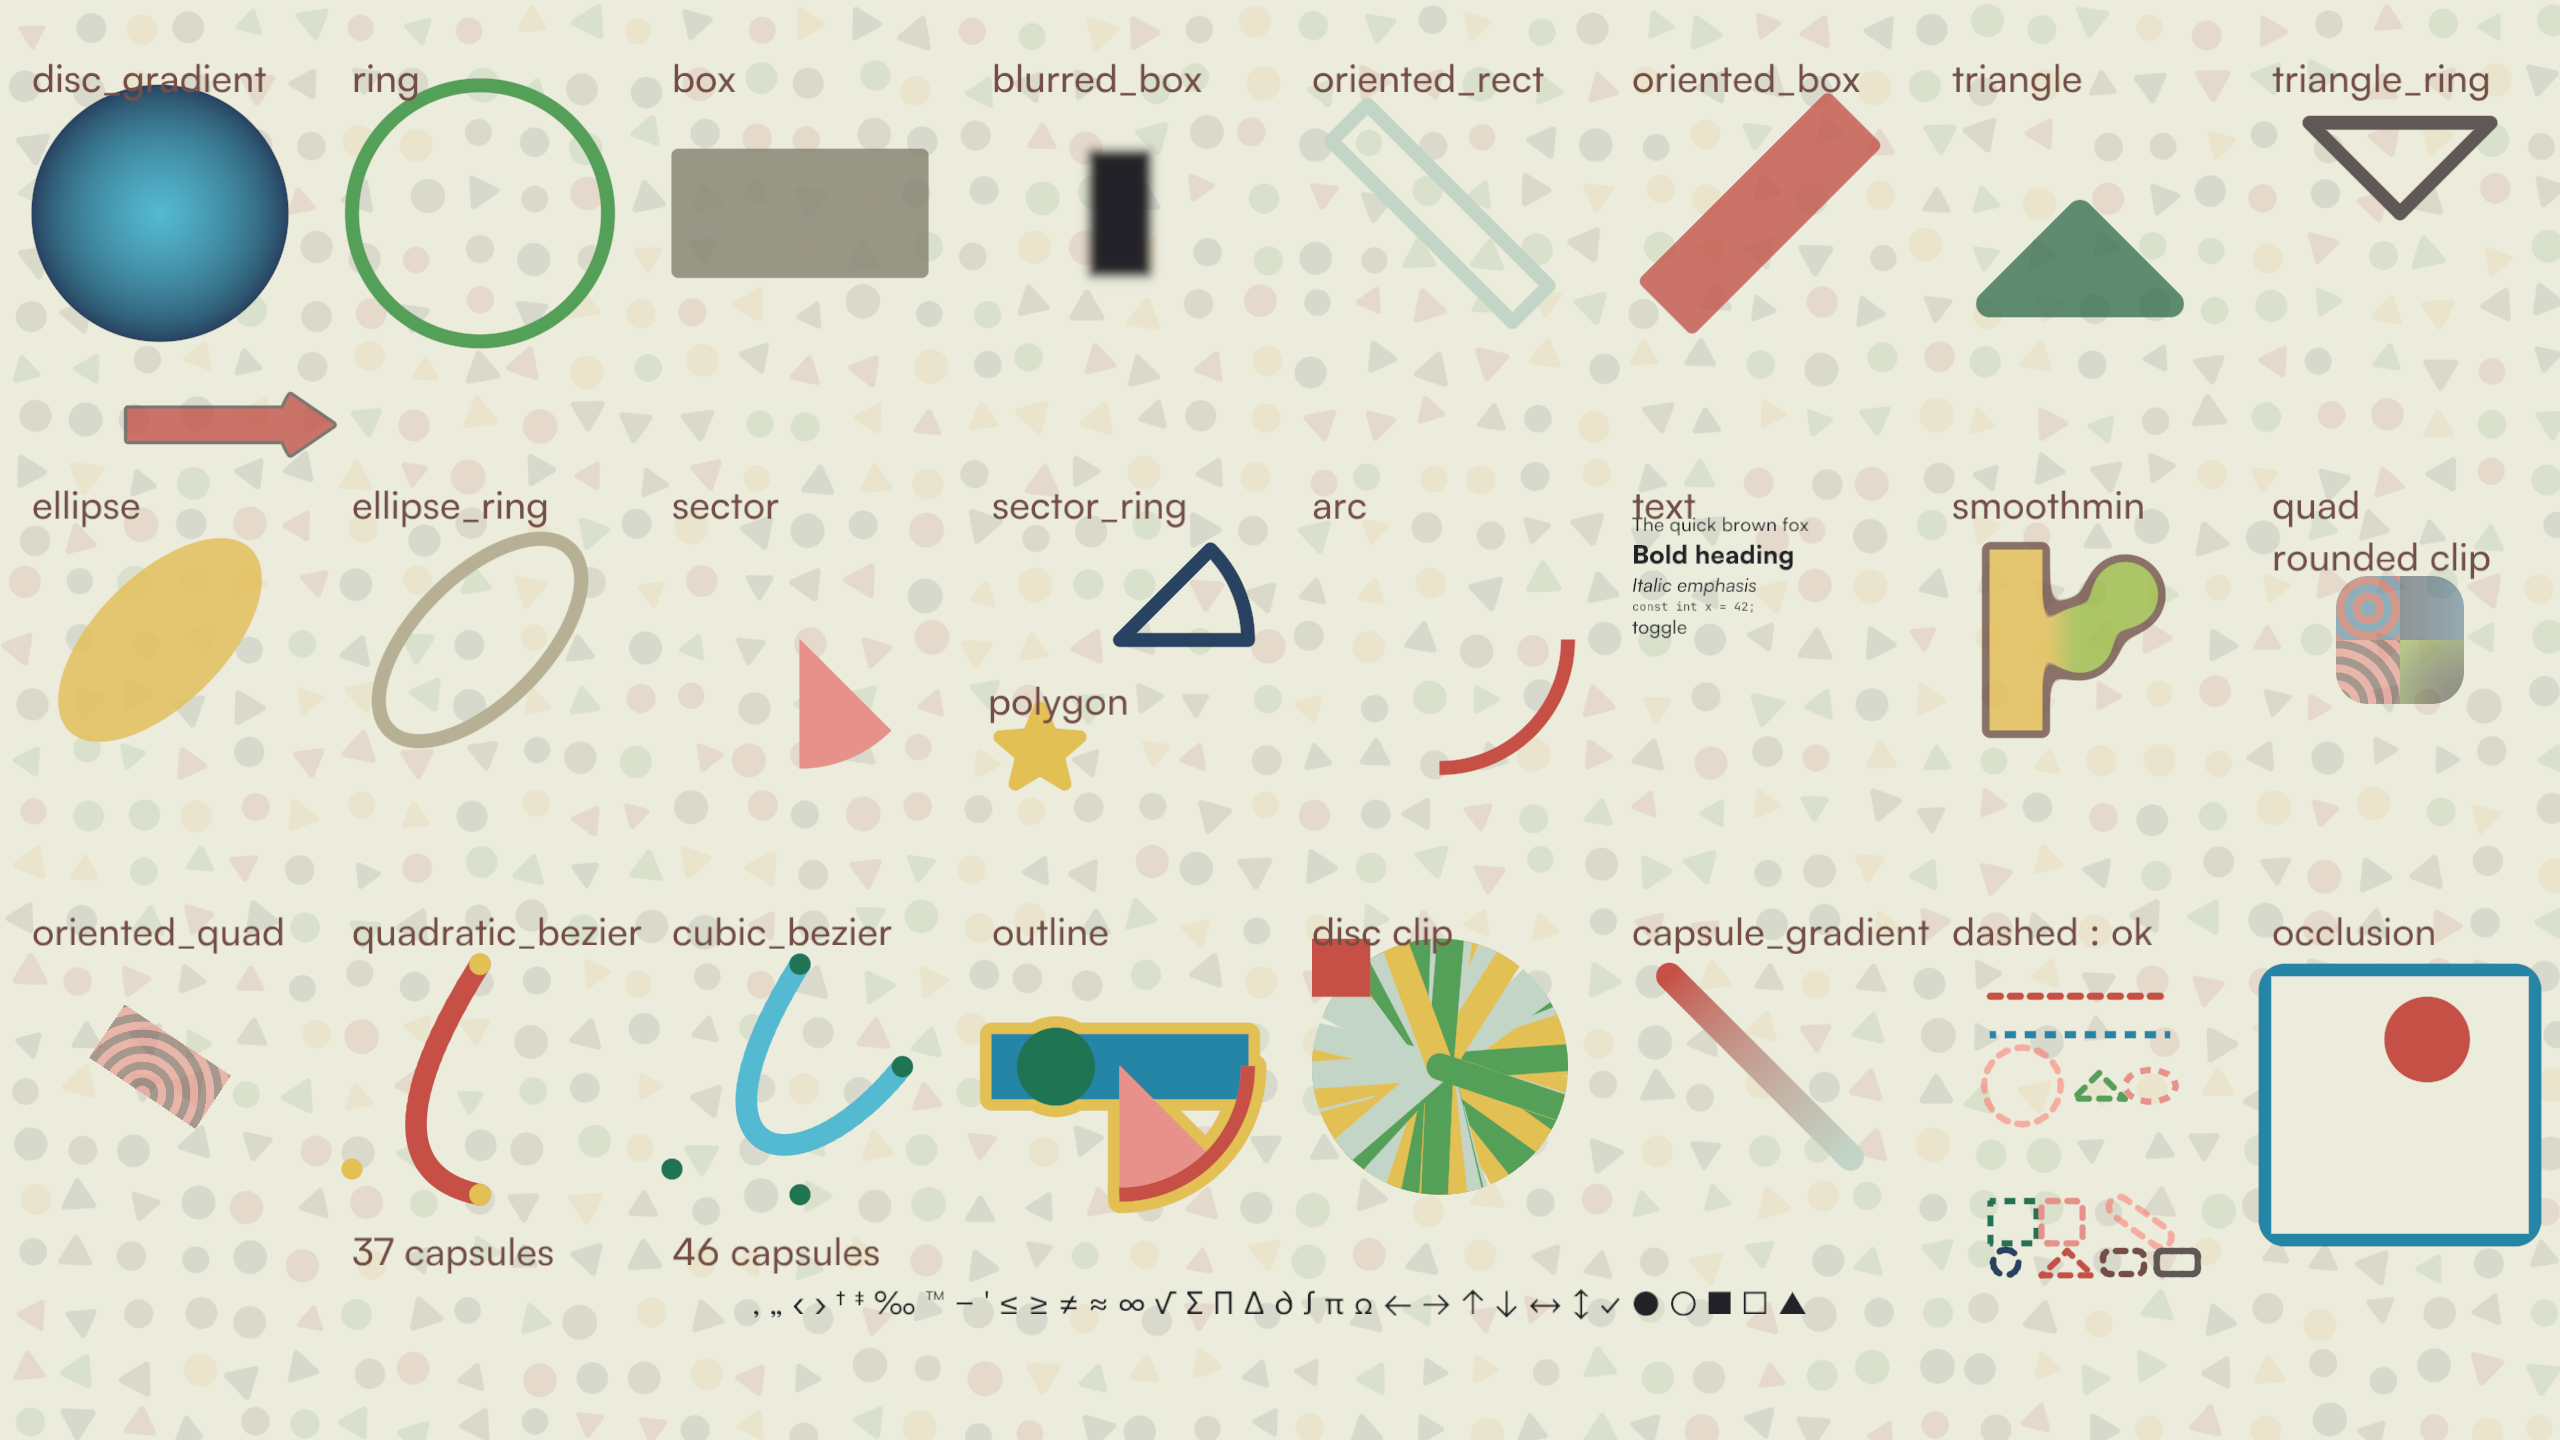 disc_gradient
ring
box
blurred_box
oriented_rect
oriented_box
triangle
triangle_ring
ellipse
ellipse_ring
sector
sector_ring
arc
text
The quick brown fox
Bold heading
Italic emphasis
const int x = 42;
toggle
smoothmin
quad
rounded clip
polygon
oriented_quad
quadratic_bezier
cubic_bezier
outline
disc clip
capsule_gradient
dashed : ok
occlusion
37 capsules
46 capsules
‚ „ ‹ › † ‡ ‰ ™ − ' ≤ ≥ ≠ ≈ ∞ √ Σ Π Δ ∂ ∫ π Ω ← → ↑ ↓ ↔ ↕ ✓ ● ○ ■ □ ▲